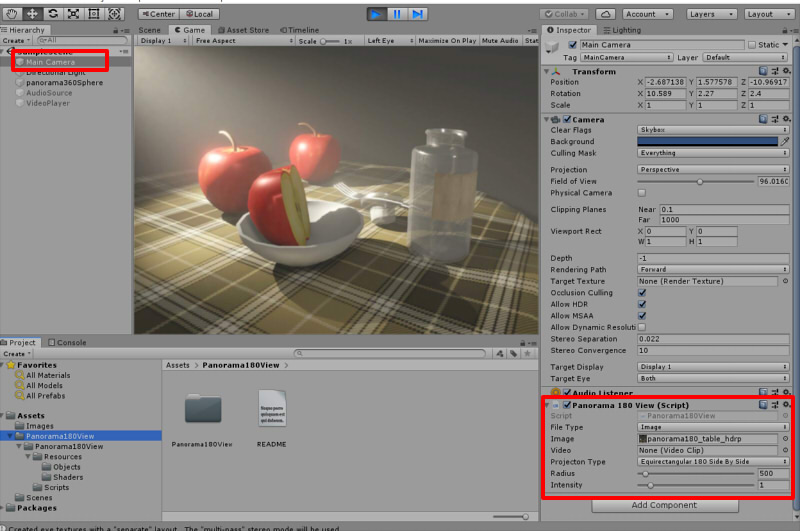 Center
Local
Collab
Account
Layers
Layout
Hierarchy
Create
All
Main Camera
Directional Light
panorama360Sphere
AudioSource
VideoPlayer
Scene
Game
Asset Store
Timeline
Display 1
Free Aspect
Scale
1x
Left Eye
Maximize On Play
Mute Audio
Stat
Inspector
Lighting
Main Camera
Static
Tag
MainCamera
Layer
Default
Transform
Position X -2.687138 Y 1.577578 Z -10.96917
Rotation X 10.589 Y 2.27 Z 2.4
Scale X 1 Y 1 Z 1
Camera
Clear Flags Skybox
Background
Culling Mask Everything
Projection Perspective
Field of View 96.0160
Physical Camera
Clipping Planes Near 0.1
Far 1000
Viewport Rect X 0 Y 0
W 1 H 1
Depth -1
Rendering Path Forward
Target Texture None (Render Texture)
Occlusion Culling
Allow HDR
Allow MSAA
Allow Dynamic Resoluti
Stereo Separation 0.022
Stereo Convergence 10
Target Display Display 1
Target Eye Both
Audio Listener
Panorama 180 View (Script)
Script Panorama180View
File Type Image
Image panorama180_table_hdrp
Video None (Video Clip)
Projecton Type Equirectangular 180 Side By Side
Radius 500
Intensity 1
Add Component
Project
Console
Create
Favorites
All Materials
All Models
All Prefabs
Assets
Images
Panorama180View
Panorama180View
Resources
Objects
Shaders
Scripts
Scenes
Packages
Assets > Panorama180View >
Panorama180View
README
Created eye textures with a "separate" layout. The "multi-pass" stereo mode will be used.